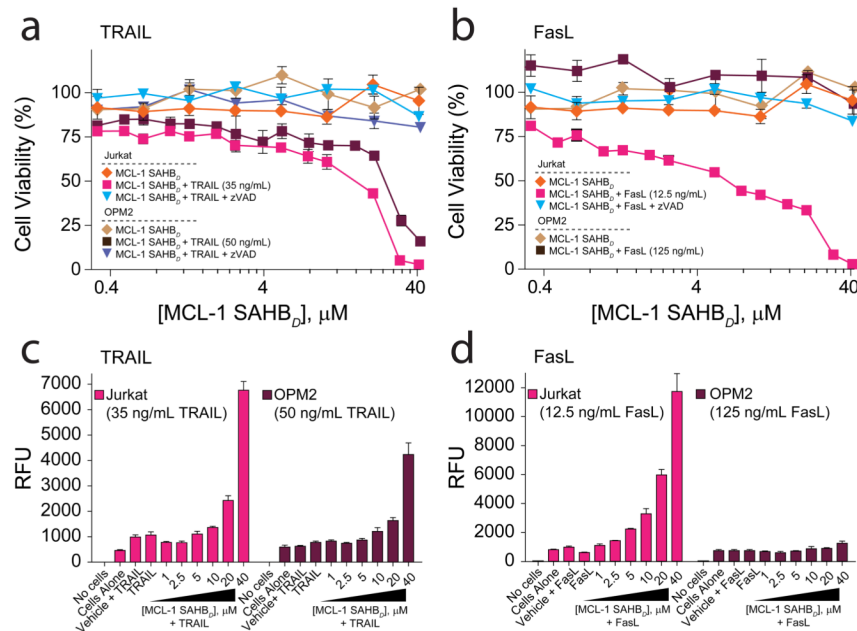 a
TRAIL
Cell Viability (%)
100
75
50
25
0
Jurkat
MCL-1 SAHB_D
MCL-1 SAHB_D + TRAIL (35 ng/mL)
MCL-1 SAHB_D + TRAIL + zVAD
OPM2
MCL-1 SAHB_D
MCL-1 SAHB_D + TRAIL (50 ng/mL)
MCL-1 SAHB_D + TRAIL + zVAD
0.4
4
40
[MCL-1 SAHB_D], μM
b
FasL
Cell Viability (%)
100
75
50
25
0
Jurkat
MCL-1 SAHB_D
MCL-1 SAHB_D + FasL (12.5 ng/mL)
MCL-1 SAHB_D + FasL + zVAD
OPM2
MCL-1 SAHB_D
MCL-1 SAHB_D + FasL (125 ng/mL)
0.4
4
40
[MCL-1 SAHB_D], μM
c
TRAIL
RFU
7000
6000
5000
4000
3000
2000
1000
0
Jurkat
(35 ng/mL TRAIL)
OPM2
(50 ng/mL TRAIL)
No cells
Cells Alone
Vehicle + TRAIL
TRAIL
1
2.5
5
10
20
40
[MCL-1 SAHB_D], μM
+ TRAIL
No cells
Cells Alone
Vehicle+ TRAIL
TRAIL
1
2.5
5
10
20
40
[MCL-1 SAHB_D], μM
+ TRAIL
d
FasL
RFU
12000
10000
8000
6000
4000
2000
0
Jurkat
(12.5 ng/mL FasL)
OPM2
(125 ng/mL FasL)
No cells
Cells Alone
Vehicle + FasL
FasL
1
2.5
5
10
20
40
[MCL-1 SAHB_D], μM
+ FasL
No cells
Cells Alone
Vehicle + FasL
FasL
1
2.5
5
10
20
40
[MCL-1 SAHB_D], μM
+ FasL